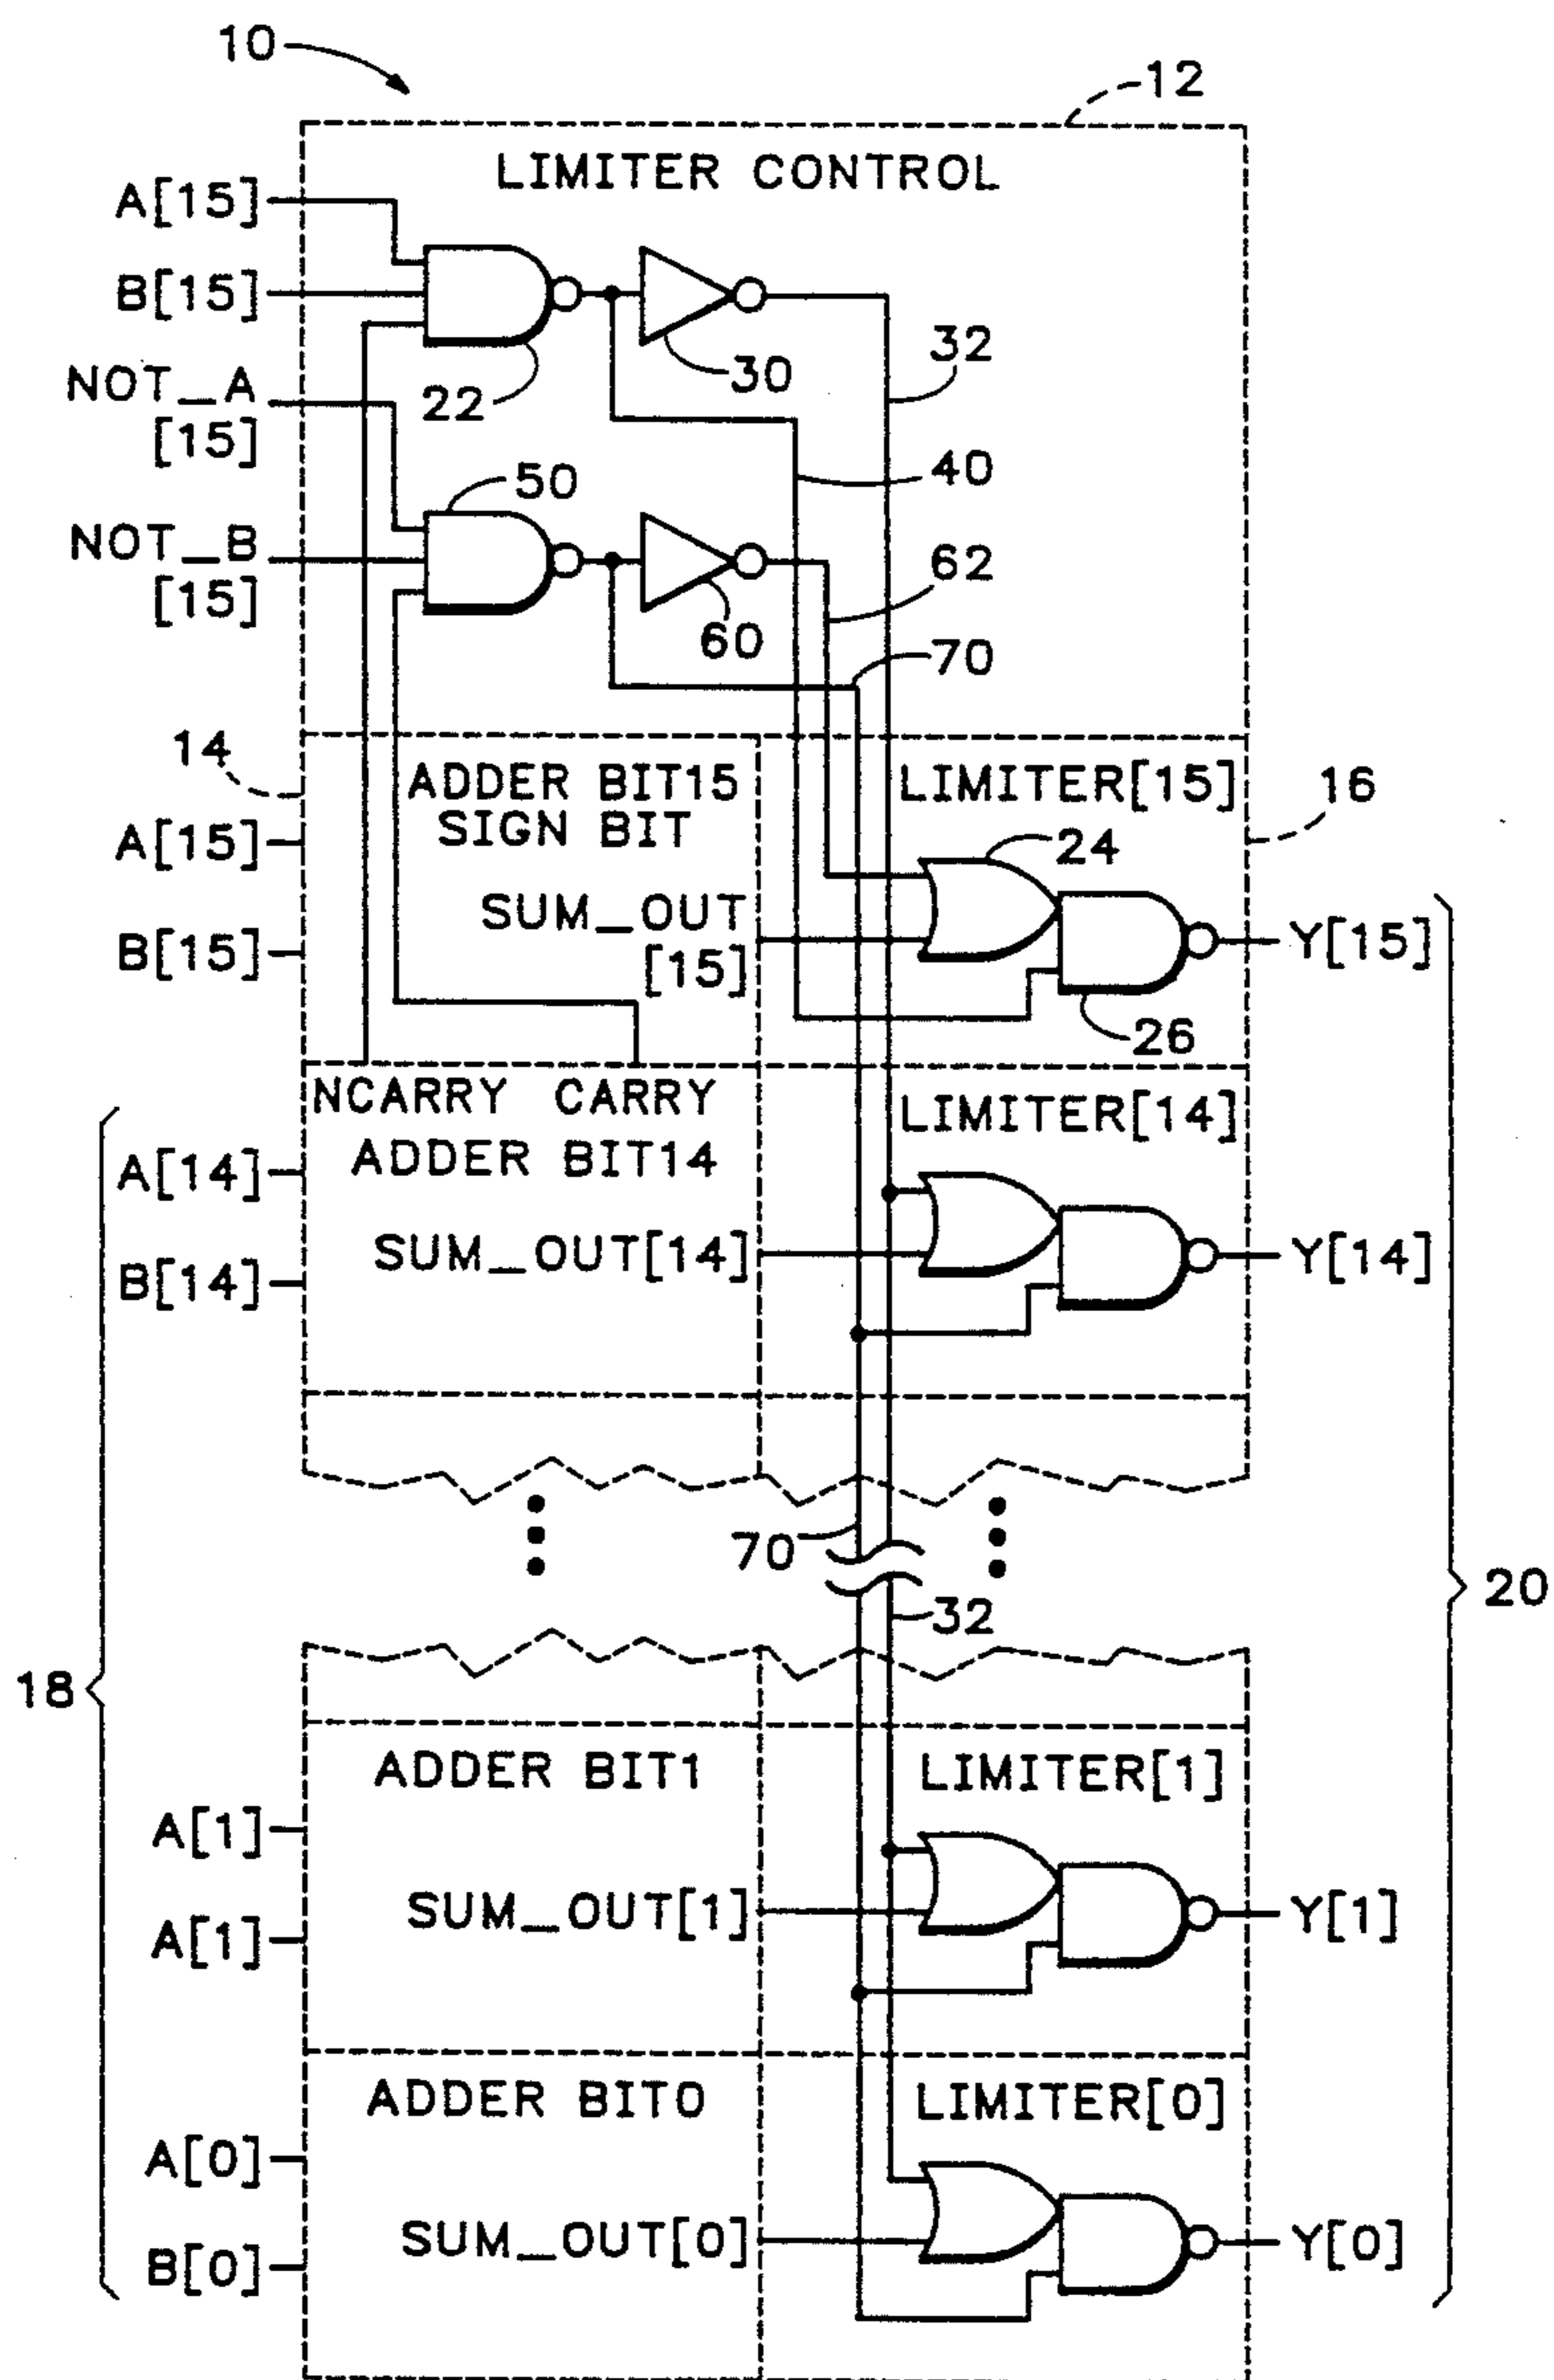 10
12
LIMITER CONTROL
A[15]
B[15]
22
30
32
NOT_A
[15]
40
50
NOT_B
[15]
60
62
70
14
ADDER BIT15
SIGN BIT
LIMITER[15]
16
A[15]
24
SUM_OUT
[15]
B[15]
Y[15]
26
NCARRY CARRY
ADDER BIT14
LIMITER[14]
A[14]
SUM_OUT[14]
B[14]
Y[14]
70
32
18
20
ADDER BIT1
LIMITER[1]
A[1]
SUM_OUT[1]
A[1]
Y[1]
ADDER BIT0
LIMITER[0]
A[0]
SUM_OUT[0]
B[0]
Y[0]